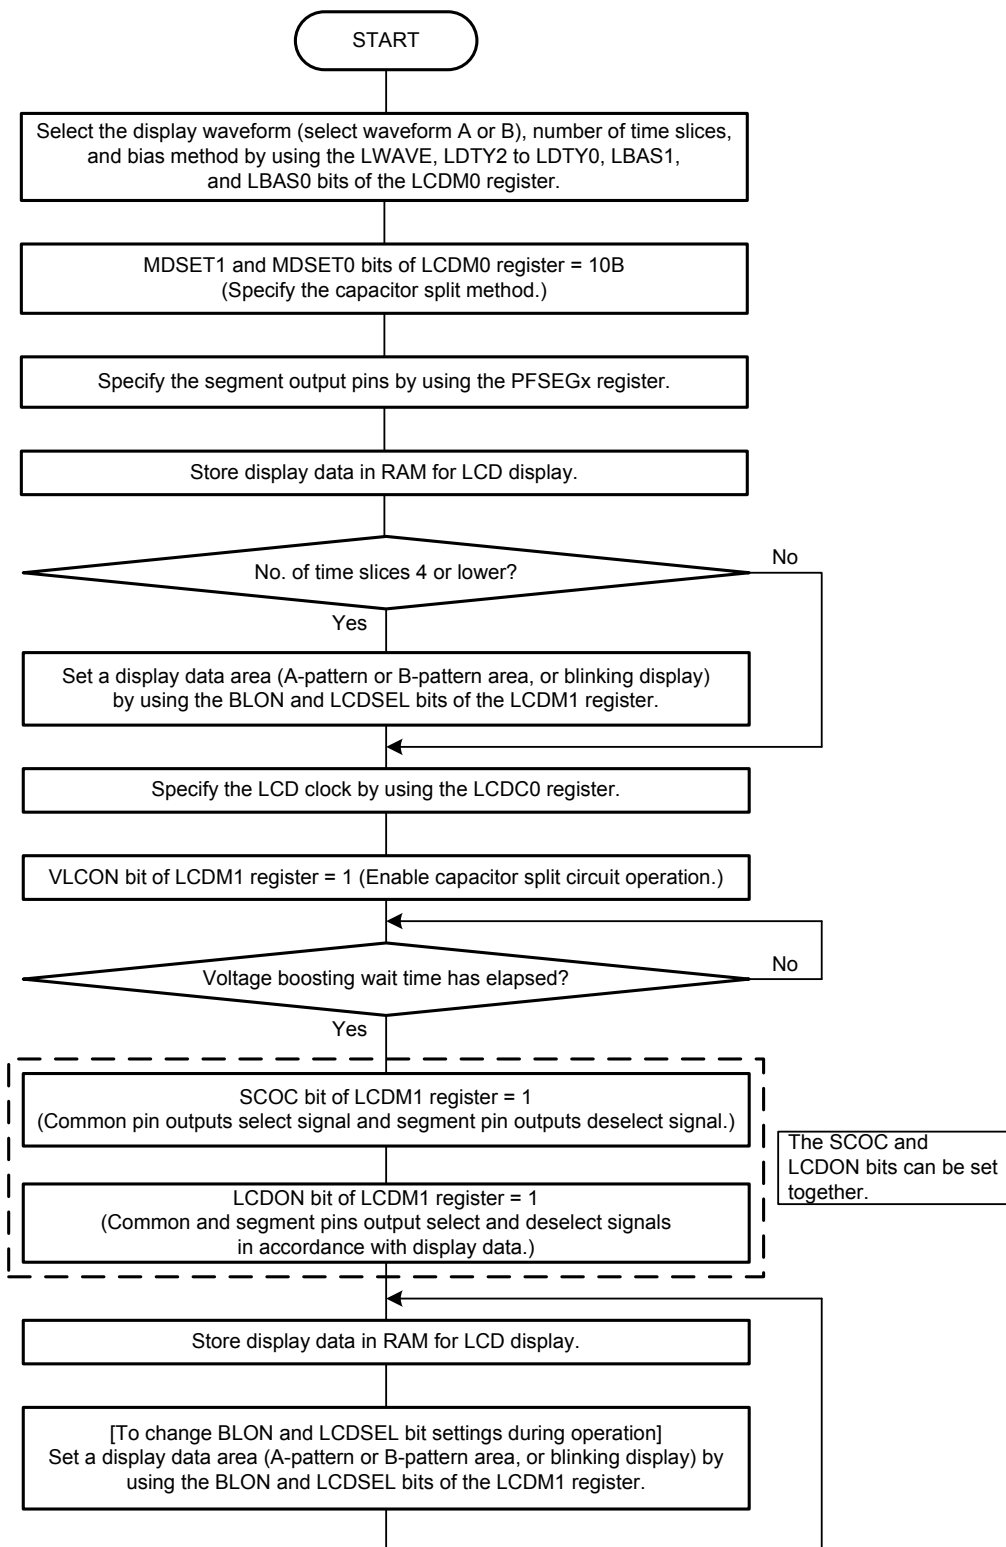 START
Select the display waveform (select waveform A or B), number of time slices,
and bias method by using the LWAVE, LDTY2 to LDTY0, LBAS1,
and LBAS0 bits of the LCDM0 register.
MDSET1 and MDSET0 bits of LCDM0 register = 10B
(Specify the capacitor split method.)
Specify the segment output pins by using the PFSEGx register.
Store display data in RAM for LCD display.
No. of time slices 4 or lower?
No
Yes
Set a display data area (A-pattern or B-pattern area, or blinking display)
by using the BLON and LCDSEL bits of the LCDM1 register.
Specify the LCD clock by using the LCDC0 register.
VLCON bit of LCDM1 register = 1 (Enable capacitor split circuit operation.)
Voltage boosting wait time has elapsed?
No
Yes
SCOC bit of LCDM1 register = 1
(Common pin outputs select signal and segment pin outputs deselect signal.)
The SCOC and
LCDON bits can be set
together.
LCDON bit of LCDM1 register = 1
(Common and segment pins output select and deselect signals
in accordance with display data.)
Store display data in RAM for LCD display.
[To change BLON and LCDSEL bit settings during operation]
Set a display data area (A-pattern or B-pattern area, or blinking display) by
using the BLON and LCDSEL bits of the LCDM1 register.